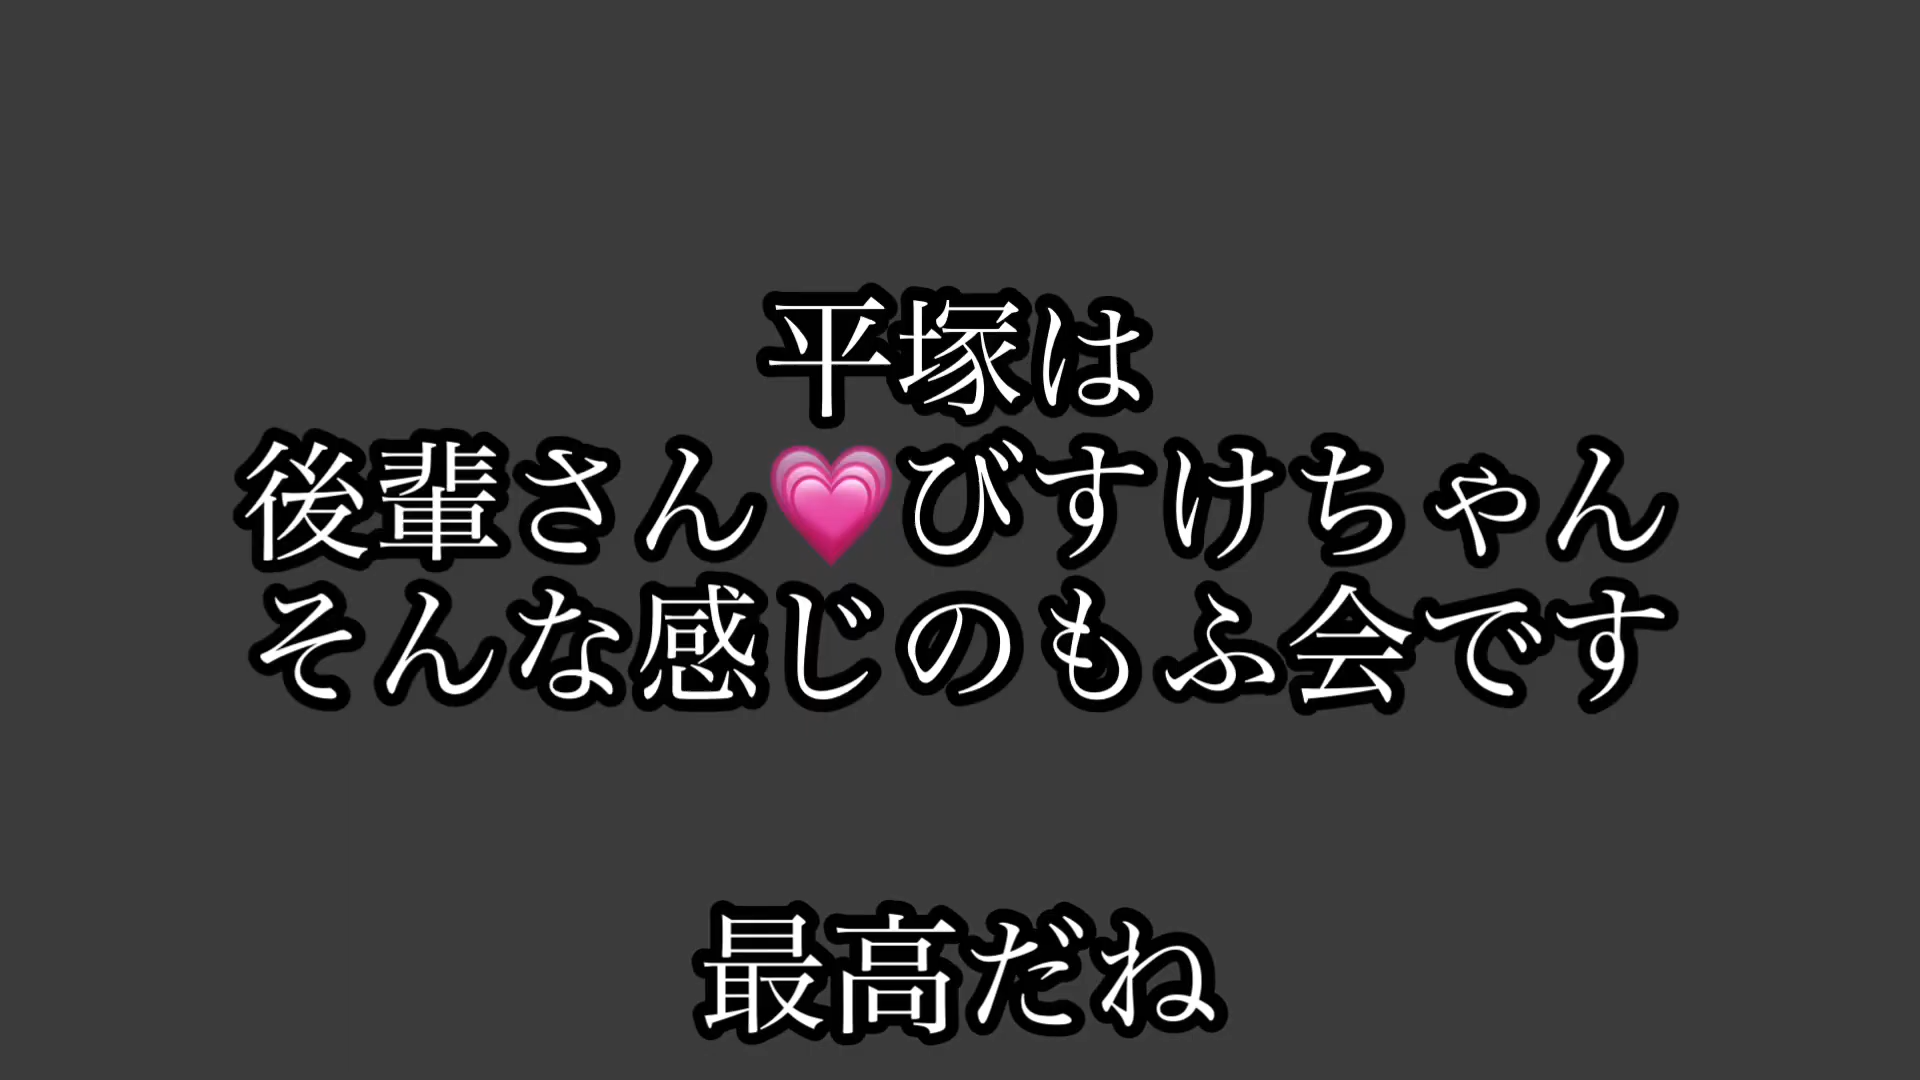 平塚は
後輩さん💗びすけちゃん
そんな感じのもふ会です
最高だね